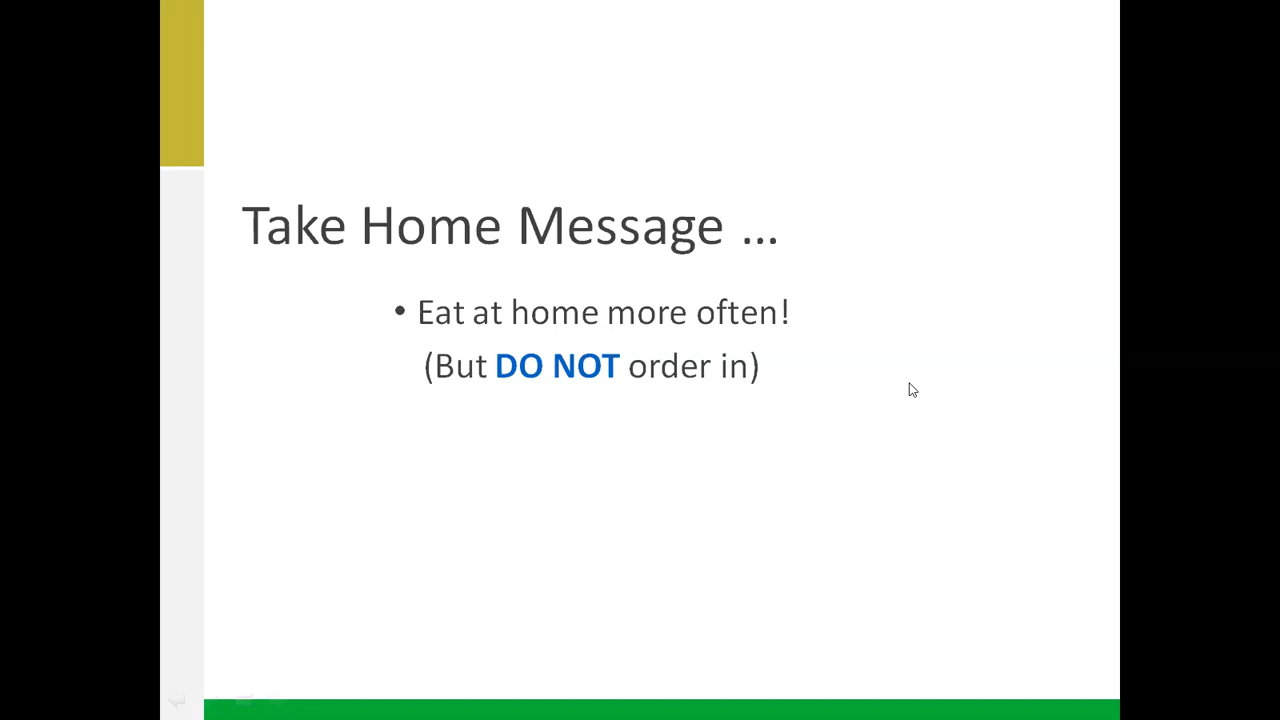 Take Home Message ...
• Eat at home more often!
(But DO NOT order in)